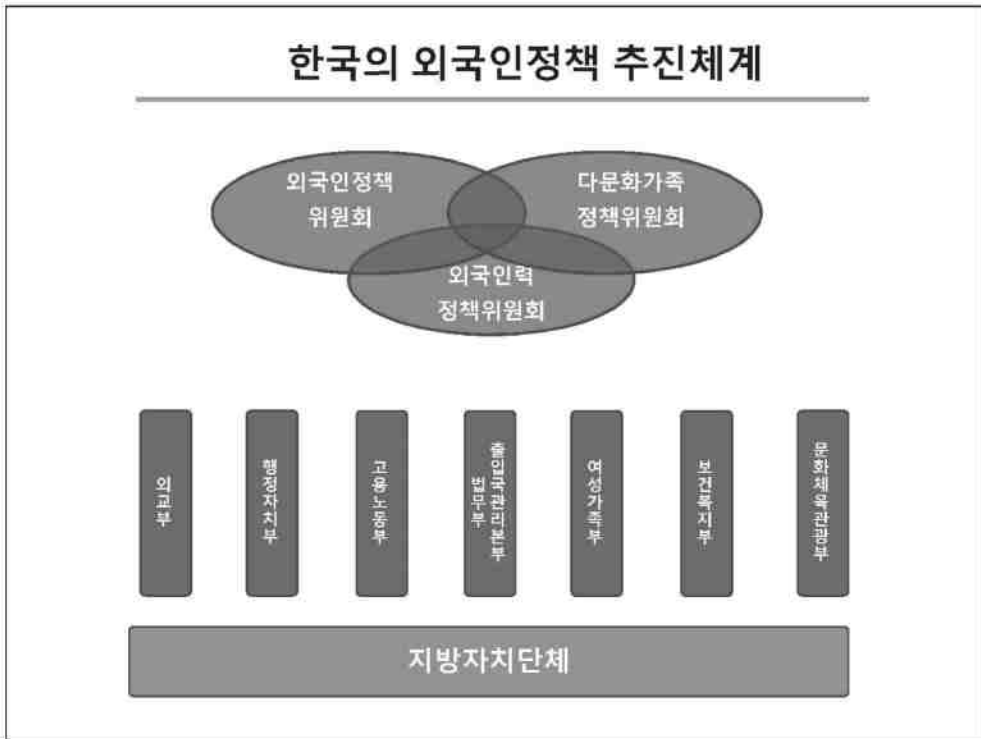 한국의 외국인정책 추진체계
외국인정책
위원회
다문화가족
정책위원회
외국인력
정책위원회
외교부
행정자치부
고용노동부
출입국관리본부
법무부
여성가족부
보건복지부
문화체육관광부
지방자치단체